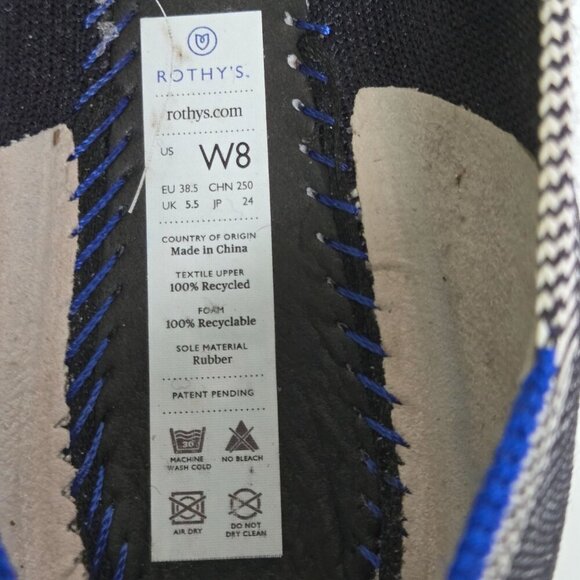 ROTHY'S.
rothys.com
US W8
EU 38.5 CHN 250
UK 5.5 JP 24
COUNTRY OF ORIGIN
Made in China
TEXTILE UPPER
100% Recycled
FOAM
100% Recyclable
SOLE MATERIAL
Rubber
PATENT PENDING
30°
MACHINE WASH COLD
NO BLEACH
AIR DRY
DO NOT DRY CLEAN